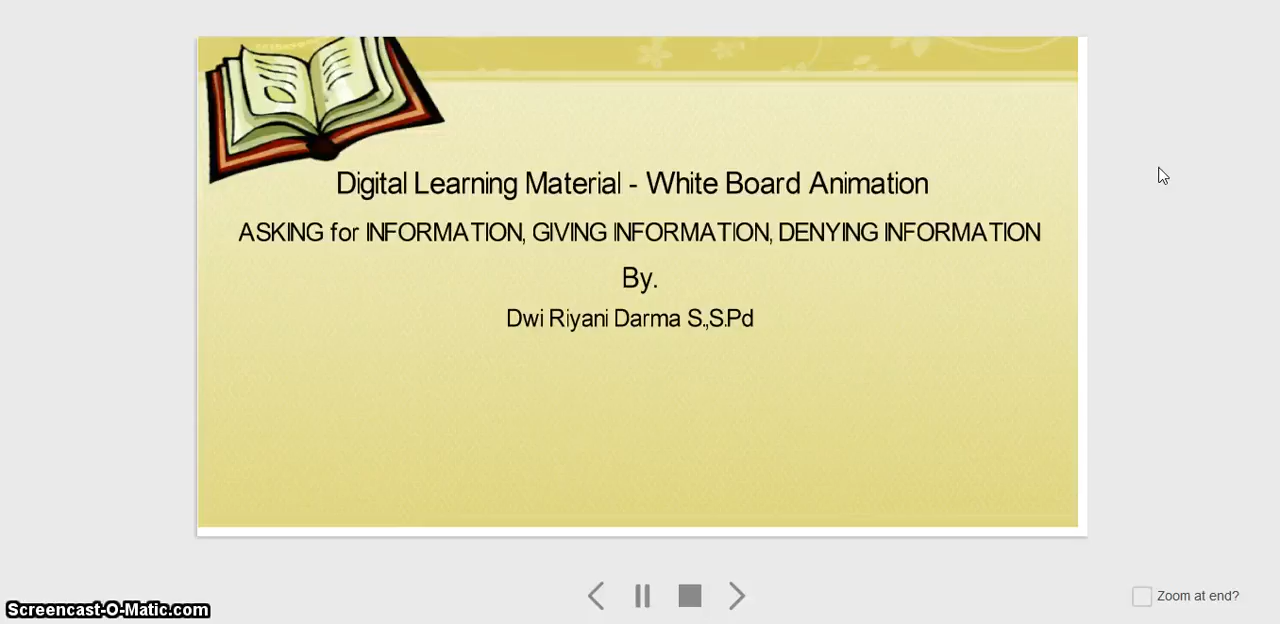 Digital Learning Material - White Board Animation
ASKING for INFORMATION, GIVING INFORMATION, DENYING INFORMATION
By.
Dwi Riyani Darma S.,S.Pd
Zoom at end?
Screencast-O-Matic.com